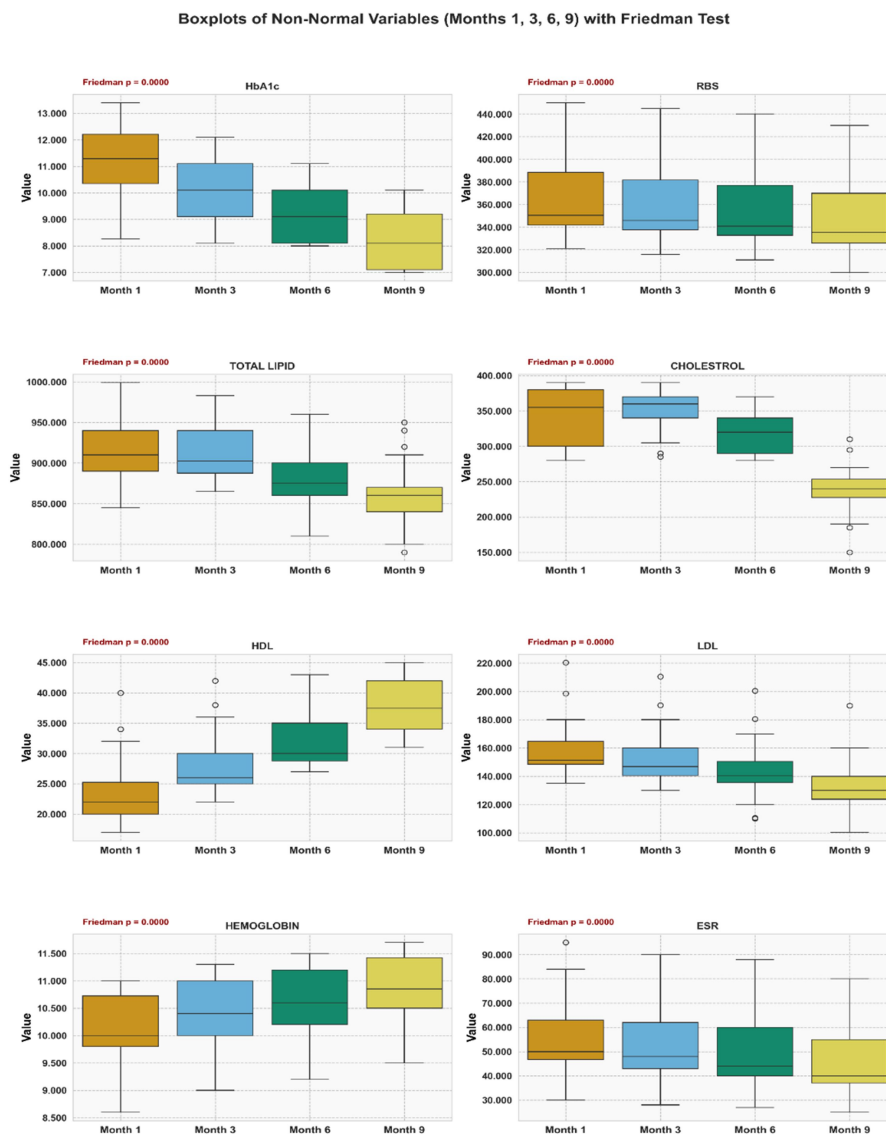 Boxplots of Non-Normal Variables (Months 1, 3, 6, 9) with Friedman Test
Friedman p = 0.0000
HbA1c
Value
13.000
12.000
11.000
10.000
9.000
8.000
7.000
Month 1 Month 3 Month 6 Month 9
Friedman p = 0.0000
RBS
Value
440.000
420.000
400.000
380.000
360.000
340.000
320.000
300.000
Month 1 Month 3 Month 6 Month 9
Friedman p = 0.0000
TOTAL LIPID
Value
1000.000
950.000
900.000
850.000
800.000
Month 1 Month 3 Month 6 Month 9
Friedman p = 0.0000
CHOLESTROL
Value
400.000
350.000
300.000
250.000
200.000
150.000
Month 1 Month 3 Month 6 Month 9
Friedman p = 0.0000
HDL
Value
45.000
40.000
35.000
30.000
25.000
20.000
Month 1 Month 3 Month 6 Month 9
Friedman p = 0.0000
LDL
Value
220.000
200.000
180.000
160.000
140.000
120.000
100.000
Month 1 Month 3 Month 6 Month 9
Friedman p = 0.0000
HEMOGLOBIN
Value
11.500
11.000
10.500
10.000
9.500
9.000
8.500
Month 1 Month 3 Month 6 Month 9
Friedman p = 0.0000
ESR
Value
90.000
80.000
70.000
60.000
50.000
40.000
30.000
Month 1 Month 3 Month 6 Month 9